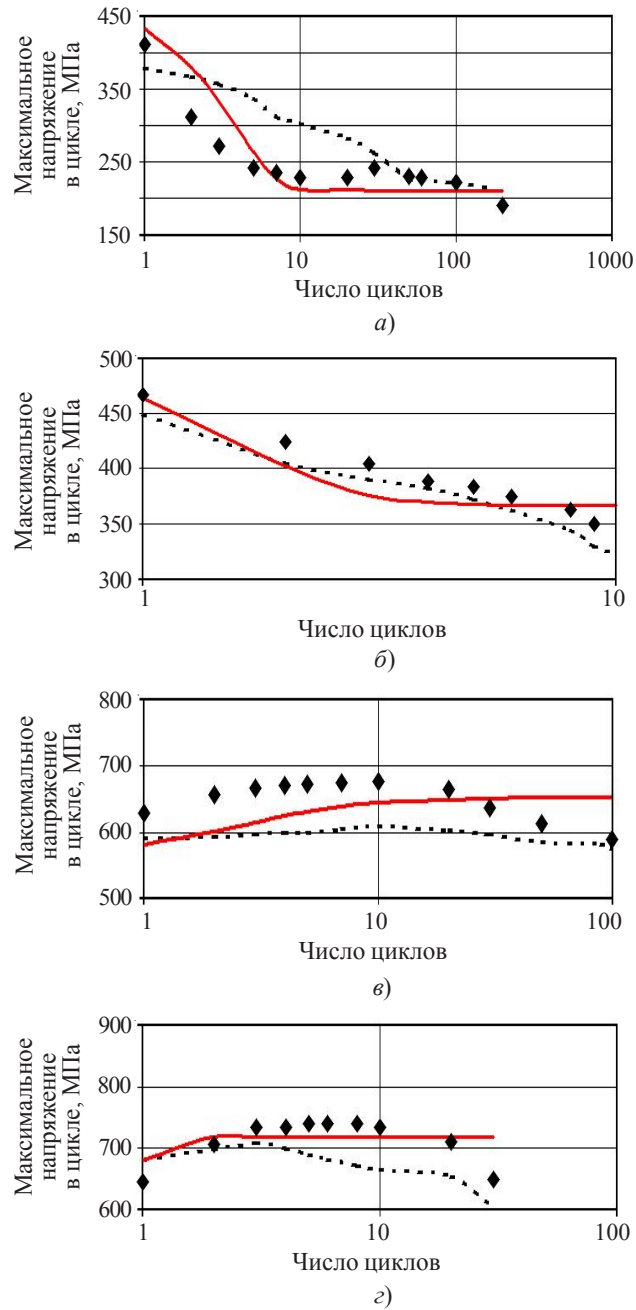 450
350
250
150
Максимальное
напряжение
в цикле, МПа
1 10 100 1000
Число циклов
а)
500
450
400
350
300
Максимальное
напряжение
в цикле, МПа
1 10
Число циклов
б)
800
700
600
500
Максимальное
напряжение
в цикле, МПа
1 10 100
Число циклов
в)
900
800
700
600
Максимальное
напряжение
в цикле, МПа
1 10 100
Число циклов
г)